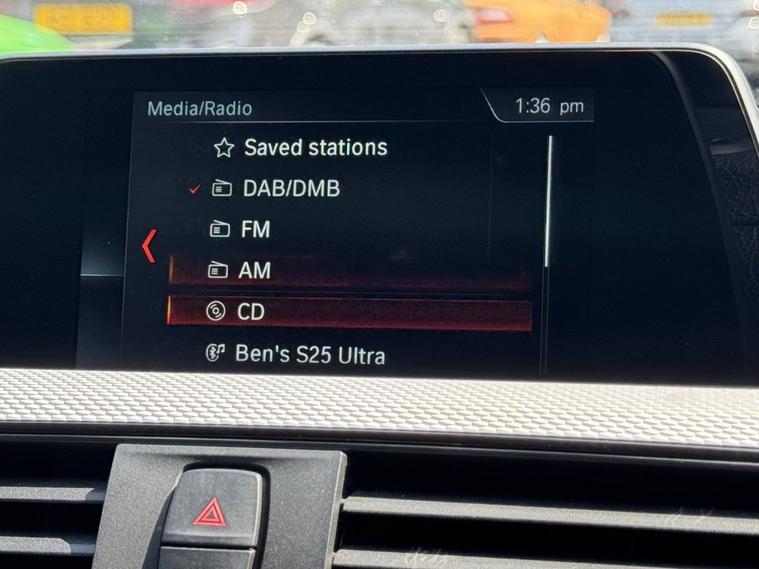 Media/Radio
1:36 pm
Saved stations
DAB/DMB
FM
AM
CD
Ben's S25 Ultra